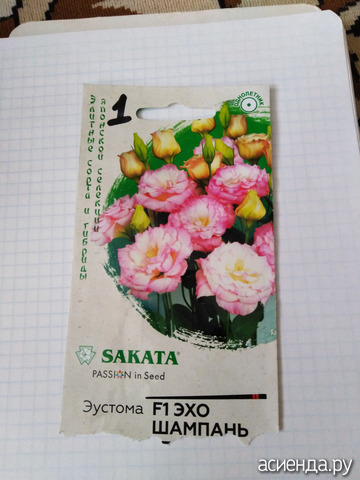 1
ОДНОЛЕТНИК
Элитные сорта и гибриды
японской селекции
SAKATA®
PASSION in Seed
Эустома F1 ЭХО
ШАМПАНЬ
асиенда.ру